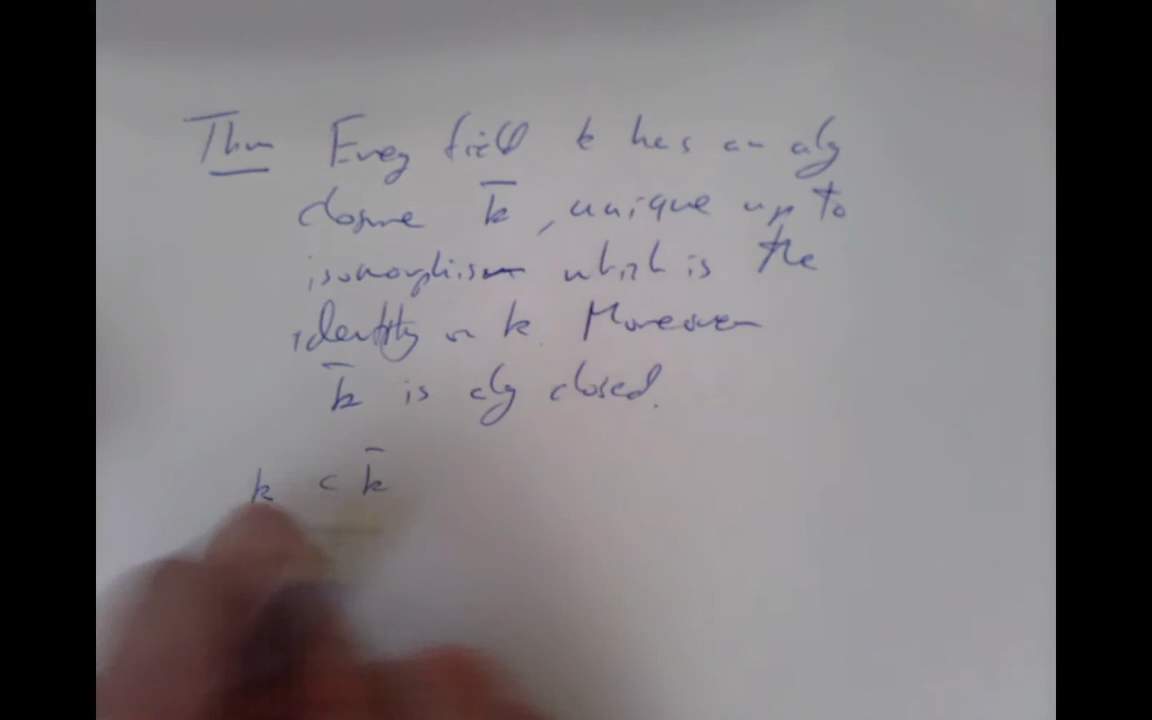 Thm Every field k has an alg
closure k̄, unique up to
isomorphism which is the
identity on k. Moreover
k̄ is alg closed.
k ⊂ k̄